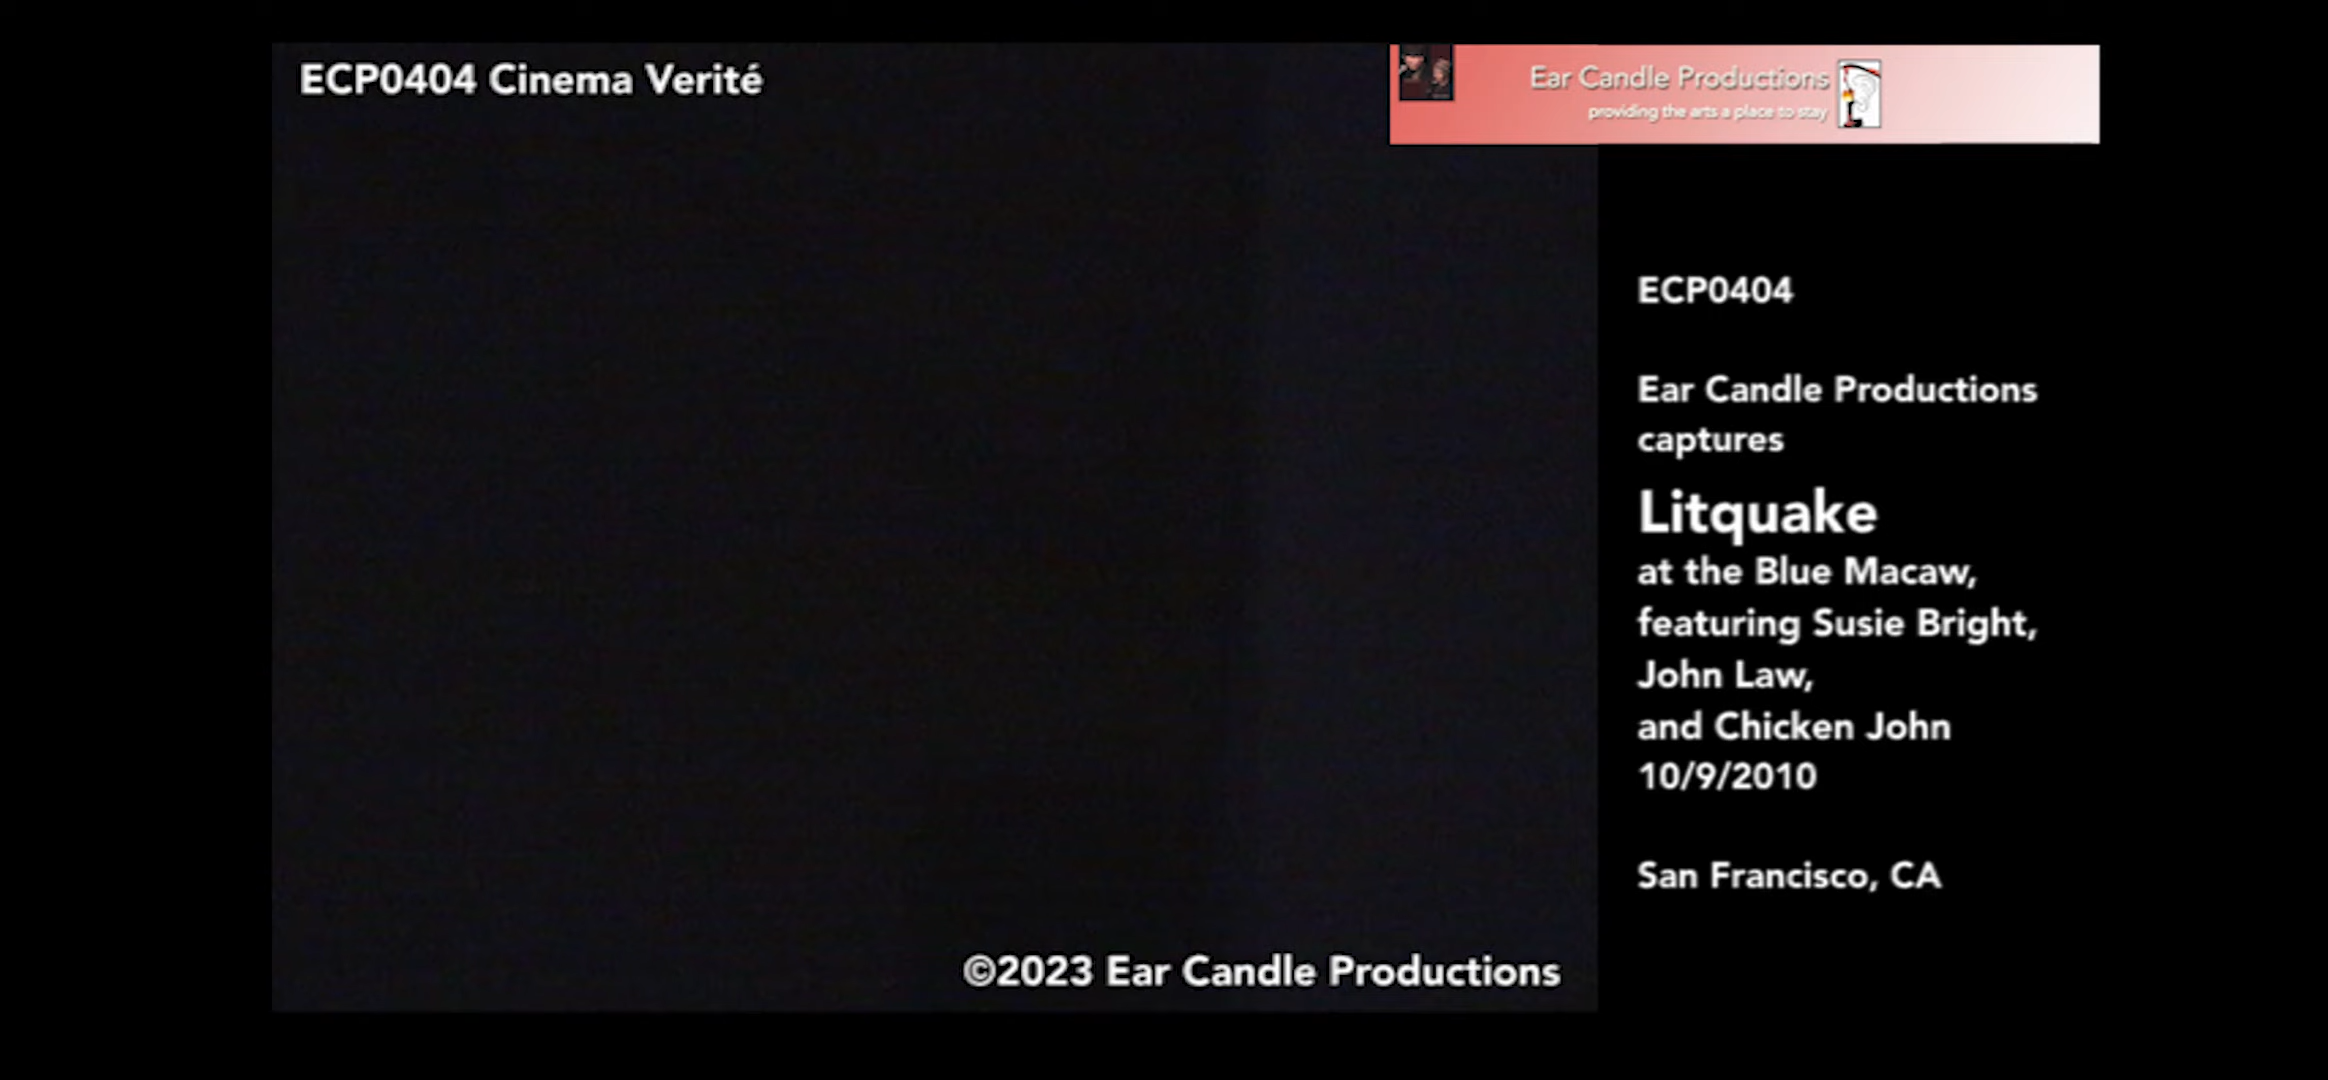 ECP0404 Cinema Verité
Ear Candle Productions
providing the arts a place to stay
ECP0404
Ear Candle Productions
captures
Litquake
at the Blue Macaw,
featuring Susie Bright,
John Law,
and Chicken John
10/9/2010
San Francisco, CA
©2023 Ear Candle Productions